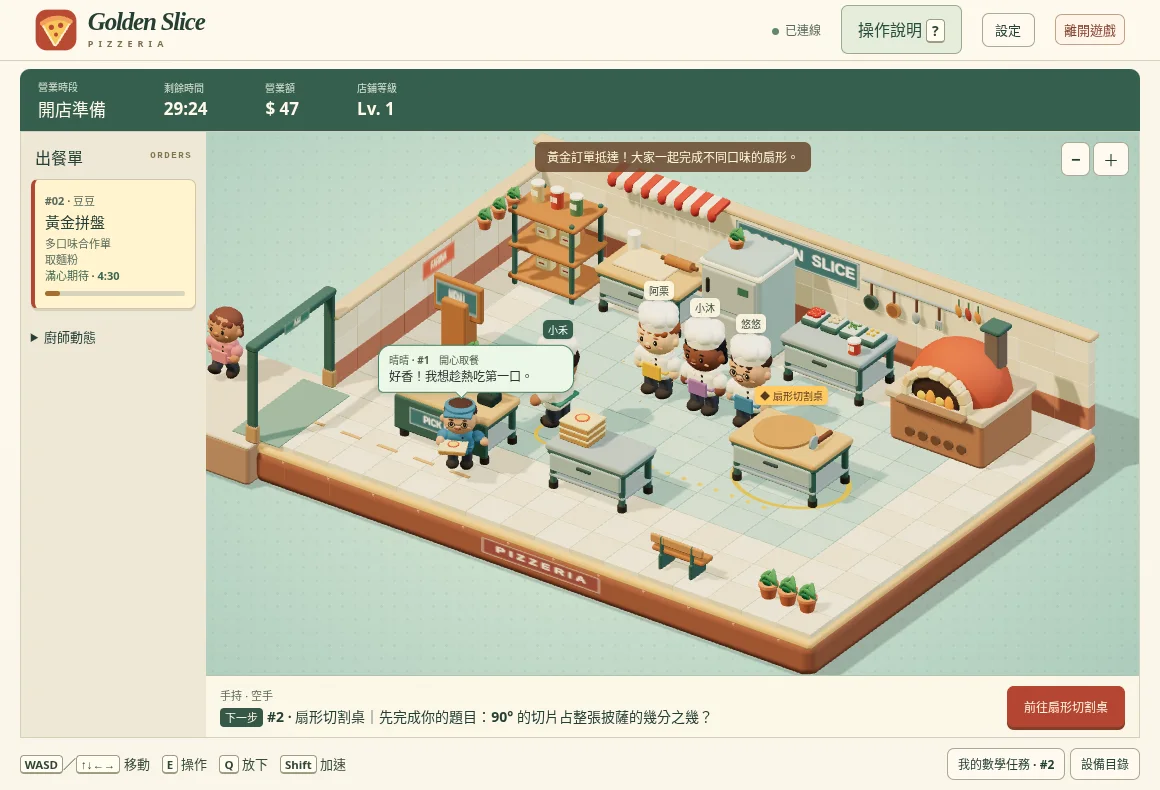 Golden Slice
PIZZERIA
已連線
操作說明 ?
設定
離開遊戲
營業時段
開店準備
剩餘時間
29:24
營業額
$ 47
店鋪等級
Lv. 1
出餐單
ORDERS
#02 · 豆豆
黃金拼盤
多口味合作單
取麵粉
滿心期待 · 4:30
▶ 廚師動態
黃金訂單抵達！大家一起完成不同口味的扇形。
−
+
N SLICE
MENU
阿栗
小沐
悠悠
小禾
晴晴 · #1 開心取餐
好香！我想趁熱吃第一口。
◆ 扇形切割桌
PICK
PIZZERIA
手持 · 空手
下一步 #2 · 扇形切割桌｜先完成你的題目：90° 的切片占整張披薩的幾分之幾？
前往扇形切割桌
WASD／↑↓←→ 移動 E 操作 Q 放下 Shift 加速
我的數學任務 · #2
設備目錄